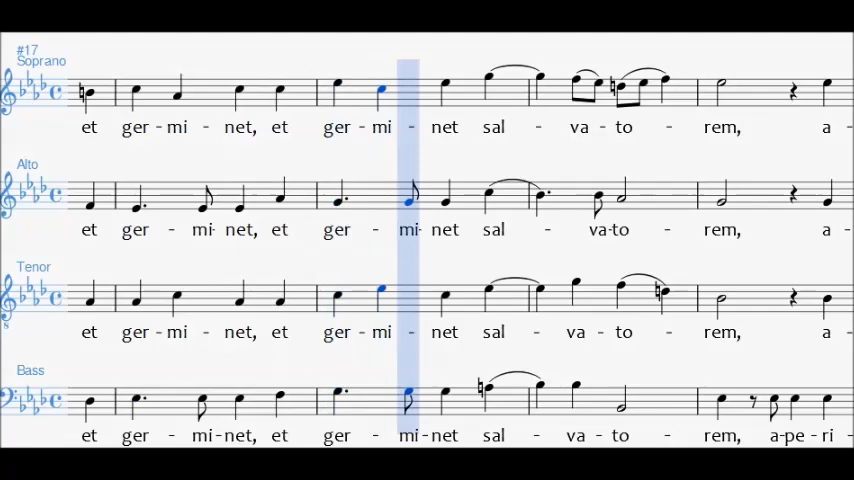 #17
Soprano
et ger - mi - net, et ger - mi - net sal - va - to - rem, a -
Alto
et ger - mi- net, et ger - mi- net sal - va-to - rem, a -
Tenor
8
et ger - mi - net, et ger - mi - net sal - va - to - rem, a -
Bass
et ger - mi - net, et ger - mi - net sal - va - to - rem, a-pe - ri -